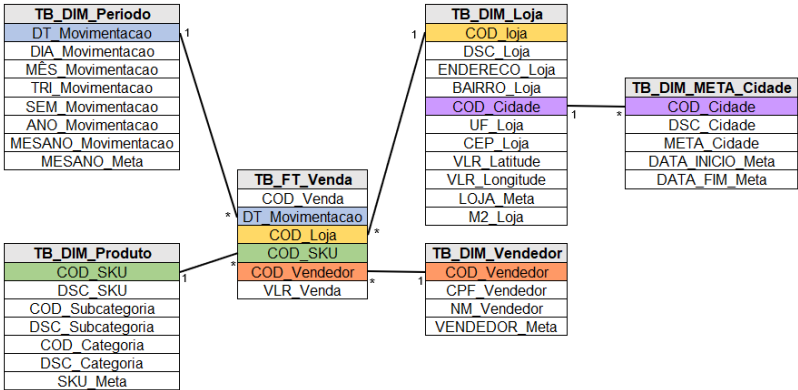 TB_DIM_Periodo
DT_Movimentacao
DIA_Movimentacao
MÊS_Movimentacao
TRI_Movimentacao
SEM_Movimentacao
ANO_Movimentacao
MESANO_Movimentacao
MESANO_Meta
1
TB_DIM_Loja
COD_loja
DSC_Loja
ENDERECO_Loja
BAIRRO_Loja
COD_Cidade
UF_Loja
CEP_Loja
VLR_Latitude
VLR_Longitude
LOJA_Meta
M2_Loja
1
1
TB_DIM_META_Cidade
COD_Cidade
DSC_Cidade
META_Cidade
DATA_INICIO_Meta
DATA_FIM_Meta
*
TB_FT_Venda
COD_Venda
DT_Movimentacao
COD_Loja
COD_SKU
COD_Vendedor
VLR_Venda
*
*
*
*
TB_DIM_Produto
COD_SKU
DSC_SKU
COD_Subcategoria
DSC_Subcategoria
COD_Categoria
DSC_Categoria
SKU_Meta
1
TB_DIM_Vendedor
COD_Vendedor
CPF_Vendedor
NM_Vendedor
VENDEDOR_Meta
1